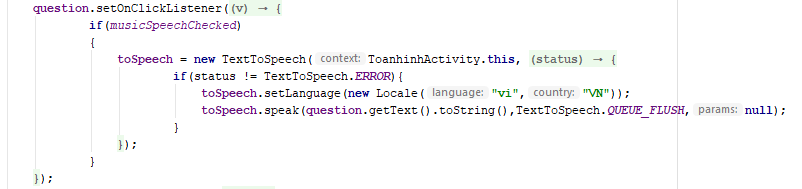 question.setOnClickListener((v) → {
if(musicSpeechChecked)
{
toSpeech = new TextToSpeech( context: ToanhinhActivity.this, (status) → {
if(status != TextToSpeech.ERROR){
toSpeech.setLanguage(new Locale( language: "vi", country: "VN"));
toSpeech.speak(question.getText().toString(),TextToSpeech.QUEUE_FLUSH, params: null);
}
});
}
});